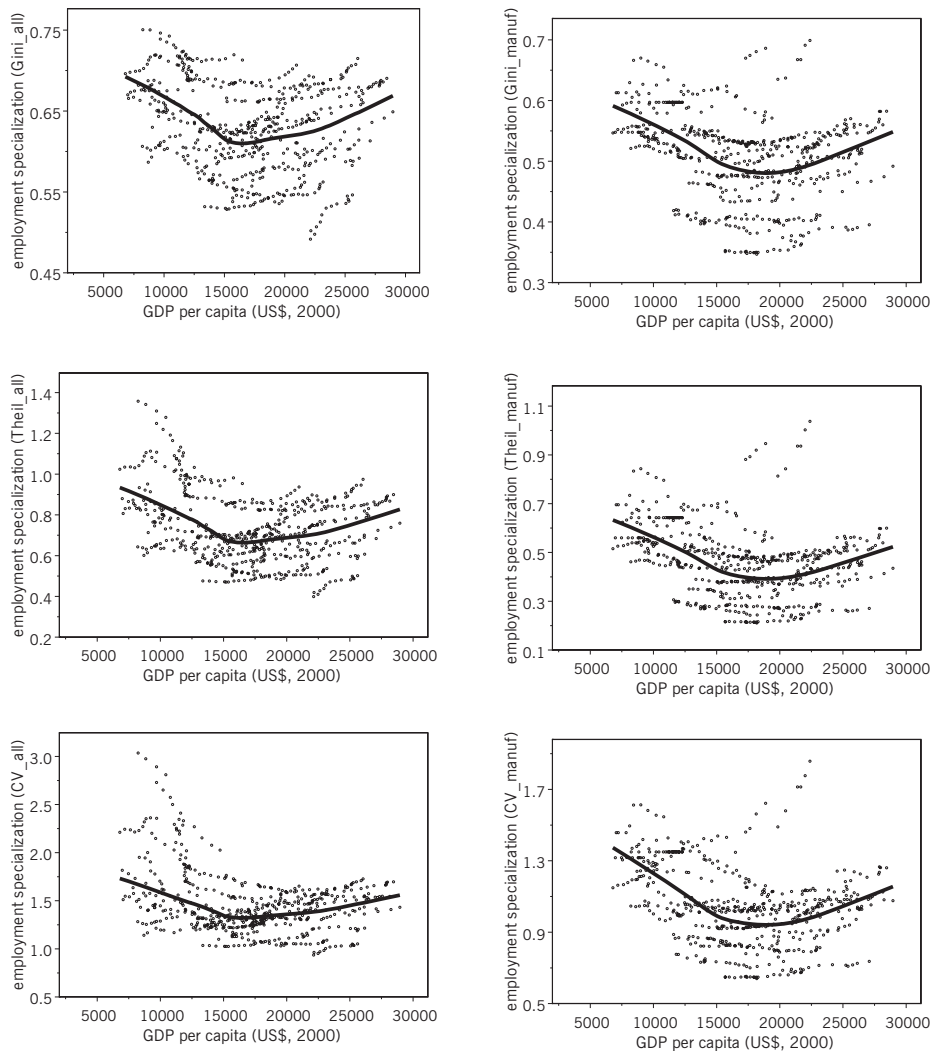 employment specialization (Gini_all)
0.75
0.65
0.55
0.45
5000 10000 15000 20000 25000 30000
GDP per capita (US$, 2000)
employment specialization (Gini_manuf)
0.7
0.6
0.5
0.4
0.3
5000 10000 15000 20000 25000 30000
GDP per capita (US$, 2000)
employment specialization (Theil_all)
1.4
1.2
1.0
0.8
0.6
0.4
0.2
5000 10000 15000 20000 25000 30000
GDP per capita (US$, 2000)
employment specialization (Theil_manuf)
1.1
0.9
0.7
0.5
0.3
0.1
5000 10000 15000 20000 25000 30000
GDP per capita (US$, 2000)
employment specialization (CV_all)
3.0
2.5
2.0
1.5
1.0
0.5
5000 10000 15000 20000 25000 30000
GDP per capita (US$, 2000)
employment specialization (CV_manuf)
1.7
1.3
0.9
0.5
5000 10000 15000 20000 25000 30000
GDP per capita (US$, 2000)